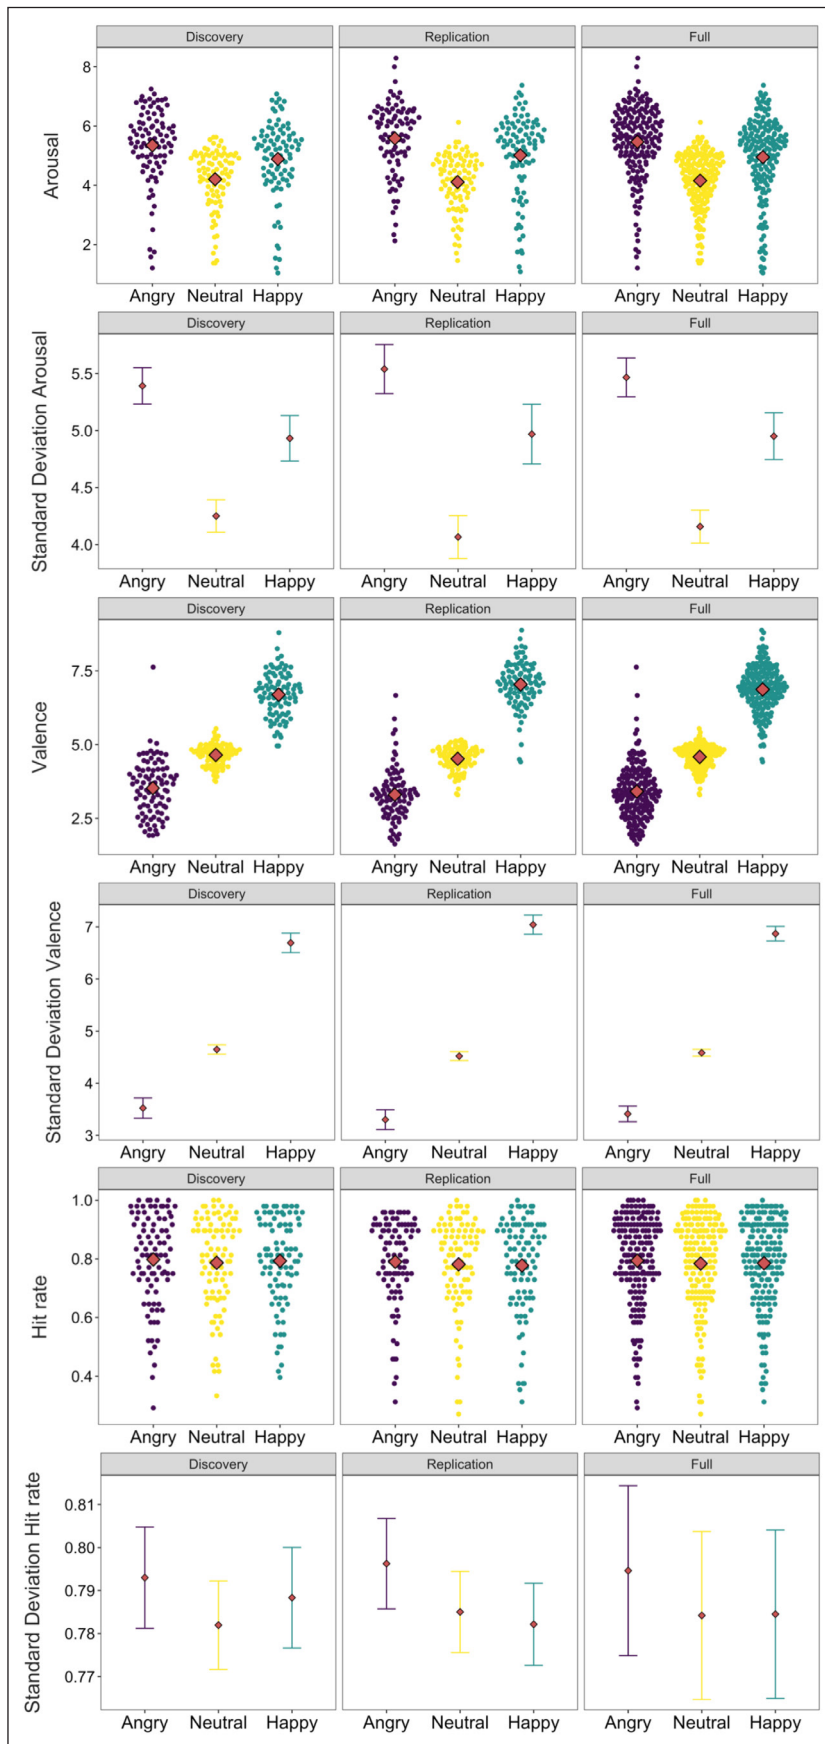 Discovery Replication Full
Arousal
8
6
4
2
Angry Neutral Happy Angry Neutral Happy Angry Neutral Happy
Discovery Replication Full
Standard Deviation Arousal
5.5
5.0
4.5
4.0
Angry Neutral Happy Angry Neutral Happy Angry Neutral Happy
Discovery Replication Full
Valence
7.5
5.0
2.5
Angry Neutral Happy Angry Neutral Happy Angry Neutral Happy
Discovery Replication Full
Standard Deviation Valence
7
6
5
4
3
Angry Neutral Happy Angry Neutral Happy Angry Neutral Happy
Discovery Replication Full
Hit rate
1.0
0.8
0.6
0.4
Angry Neutral Happy Angry Neutral Happy Angry Neutral Happy
Discovery Replication Full
Standard Deviation Hit rate
0.81
0.80
0.79
0.78
0.77
Angry Neutral Happy Angry Neutral Happy Angry Neutral Happy